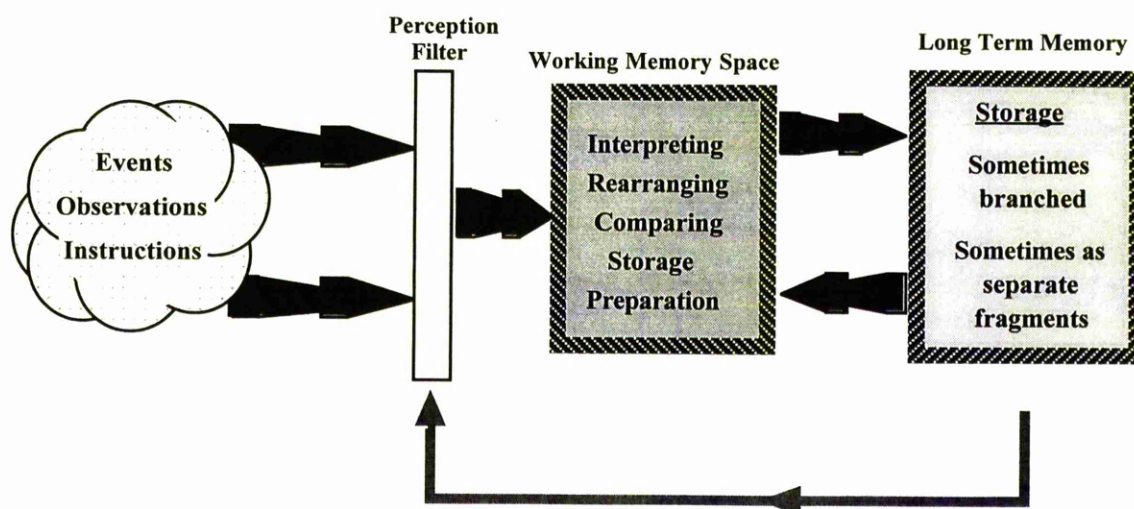 Perception
Filter
Working Memory Space
Long Term Memory
Events
Observations
Instructions
Interpreting
Rearranging
Comparing
Storage
Preparation
Storage
Sometimes
branched
Sometimes as
separate
fragments